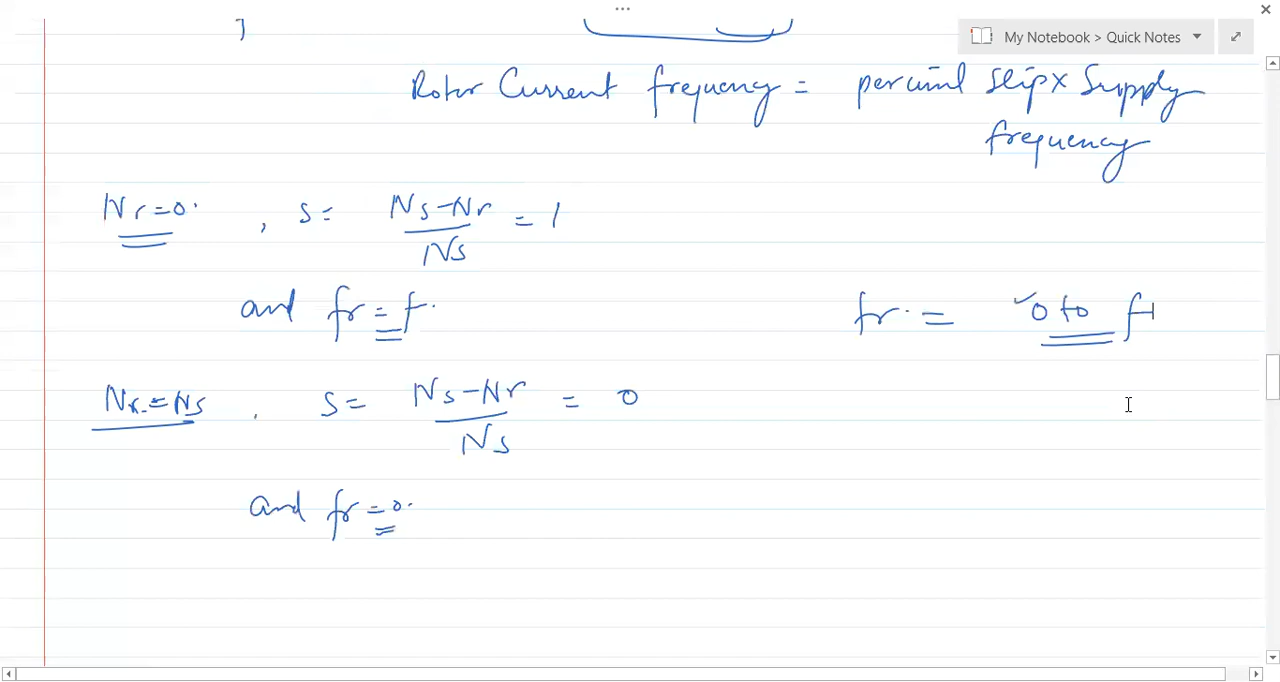 My Notebook > Quick Notes
Rotor Current frequency = percent slip x Supply
frequency
Nr = 0. , s = Ns - Nr / Ns = 1
and fr = f. fr. = 0 to f
Nr. = Ns . s = Ns - Nr / Ns = 0
and fr = 0.